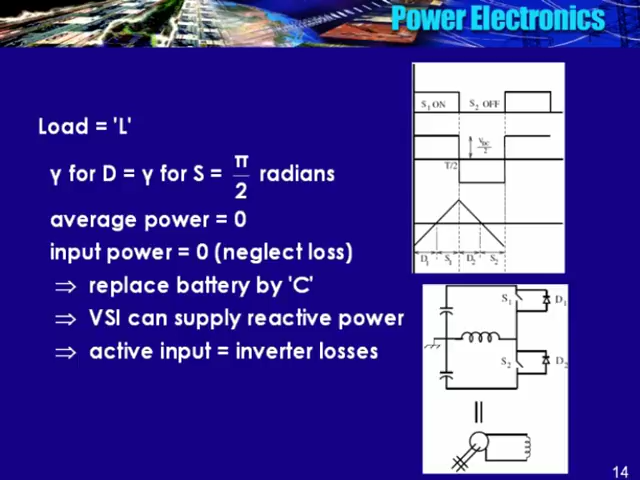 Power Electronics
Load = 'L'
γ for D = γ for S = π/2 radians
average power = 0
input power = 0 (neglect loss)
⇒ replace battery by 'C'
⇒ VSI can supply reactive power
⇒ active input = inverter losses
S1 ON S2 OFF
VDC/2
T/2
D1 S1 D2 S2
S1 D1
S2 D2
14